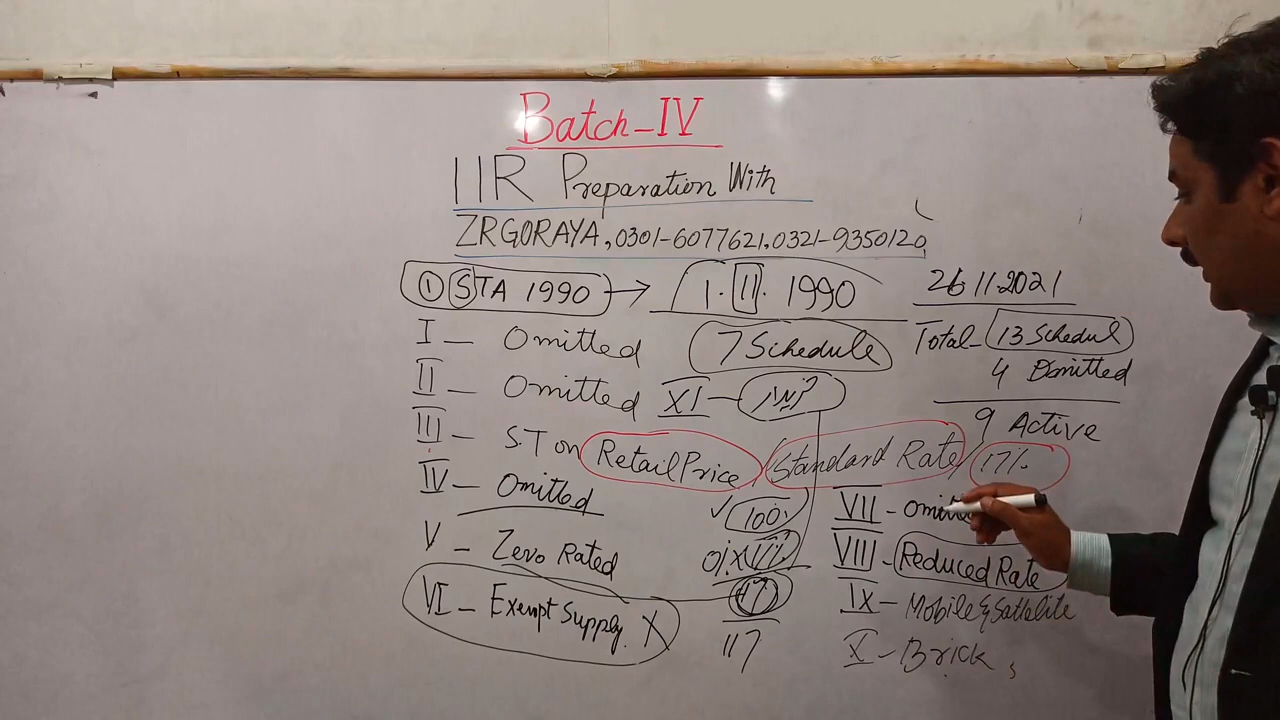 Batch-IV
IIR Preparation With
ZRGORAYA, 0301-6077621, 0321-9350120
① STA 1990 → 1.11.1990
26 11.2021
I - Omitted
7 Schedule
Total - 13 Schedul
4 Omitted
II - Omitted
XI -
9 Active
III - S.T on Retail Price / Standard Rate / 17%
IV - Omitted
✓ 100
VII - Omitted
V - Zero Rated
VIII - Reduced Rate
VI - Exempt Supply. X
17
117
IX - Mobile & Sattelite
X - Brick,